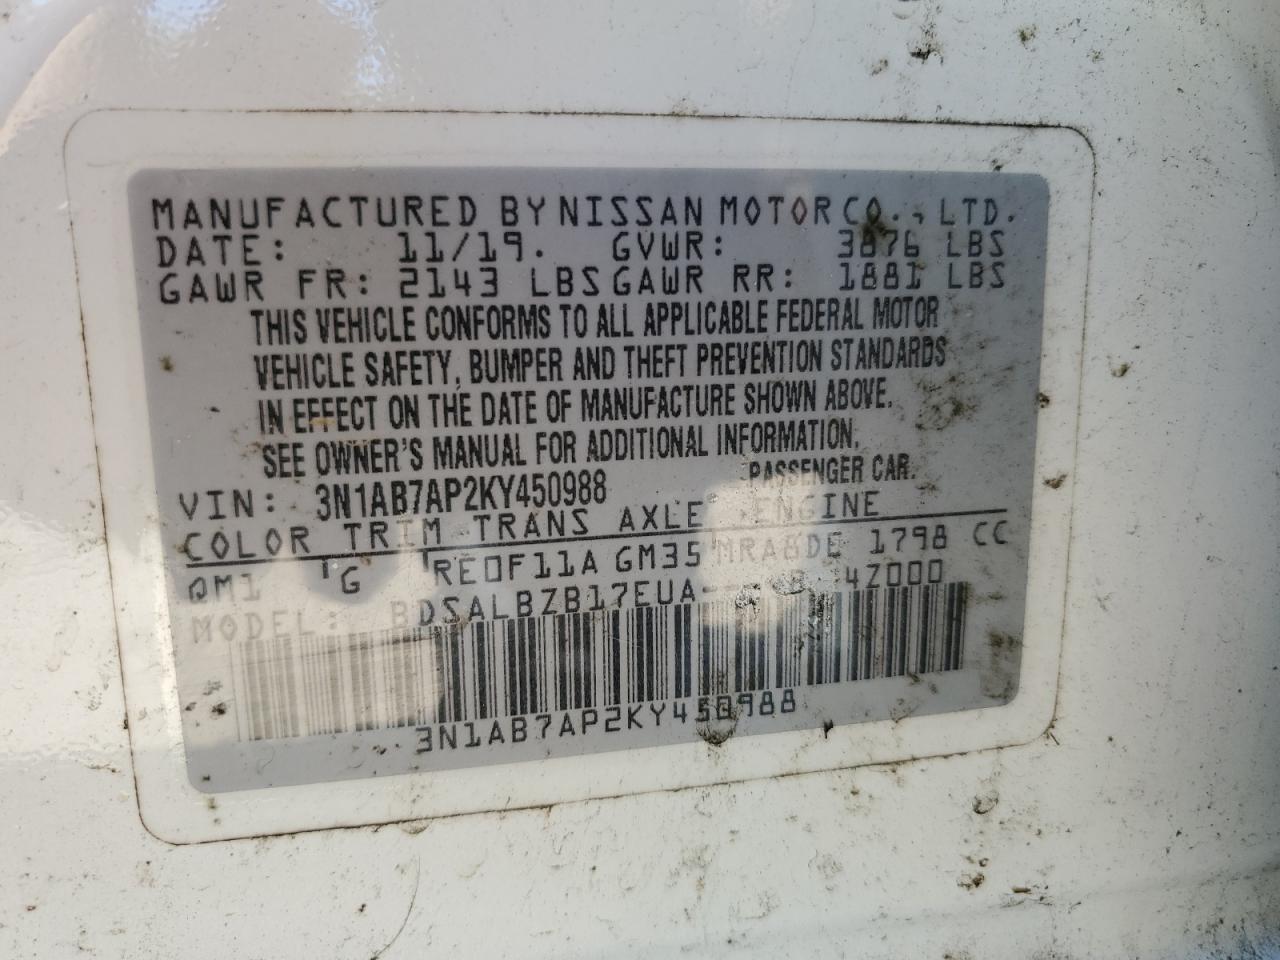 MANUFACTURED BY NISSAN MOTOR CO., LTD.
DATE: 11/19. GVWR: 3876 LBS
GAWR FR: 2143 LBS GAWR RR: 1881 LBS
THIS VEHICLE CONFORMS TO ALL APPLICABLE FEDERAL MOTOR
VEHICLE SAFETY, BUMPER AND THEFT PREVENTION STANDARDS
IN EFFECT ON THE DATE OF MANUFACTURE SHOWN ABOVE.
SEE OWNER'S MANUAL FOR ADDITIONAL INFORMATION.
VIN: 3N1AB7AP2KY450988 PASSENGER CAR.
COLOR TRIM TRANS AXLE ENGINE
QM1 G RE0F11A GM35 MRA8DE 1798 CC
MODEL: BDSALBZB17EUA-
3N1AB7AP2KY450988